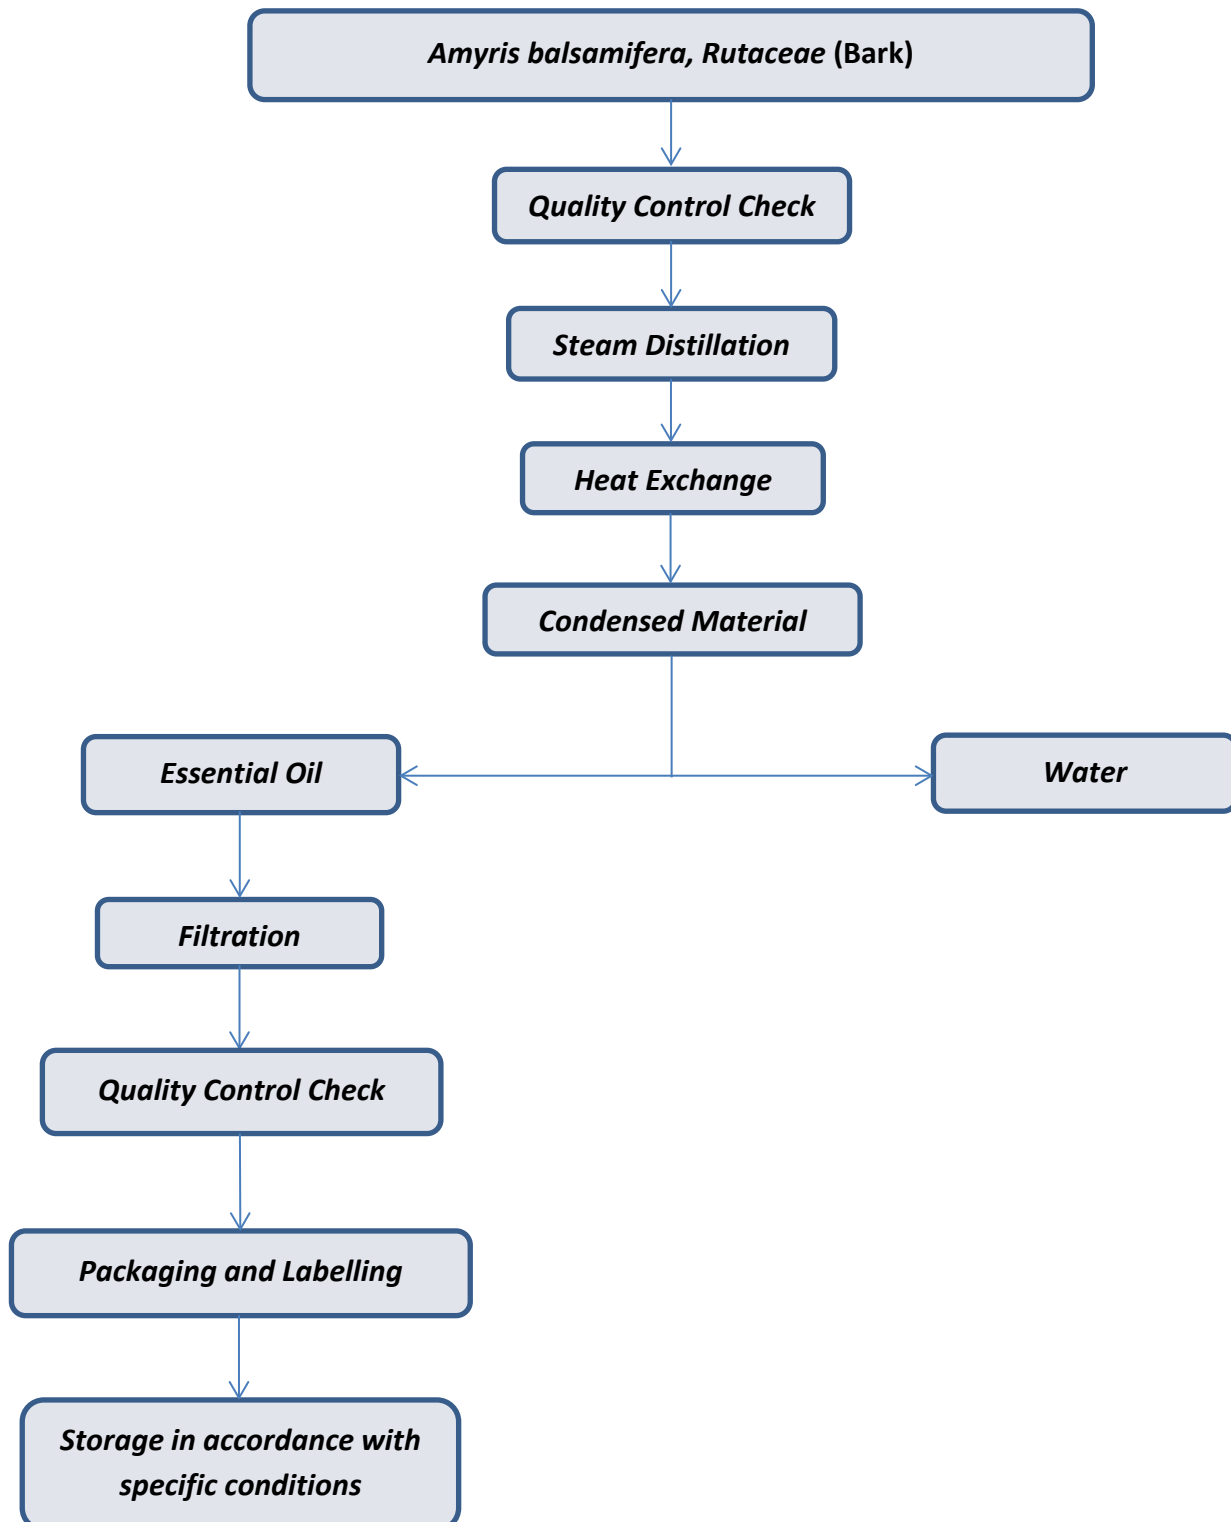 Amyris balsamifera, Rutaceae (Bark)
Quality Control Check
Steam Distillation
Heat Exchange
Condensed Material
Essential Oil
Water
Filtration
Quality Control Check
Packaging and Labelling
Storage in accordance with
specific conditions